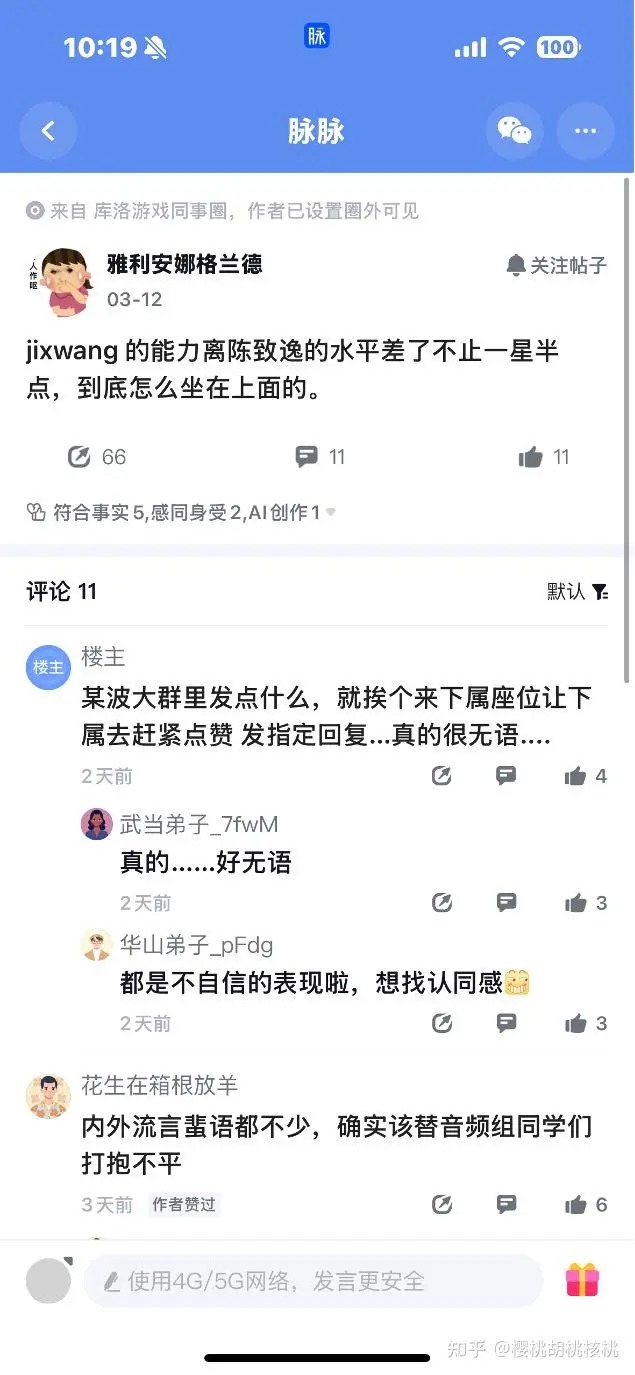 10:19
脉
100
脉脉
来自 库洛游戏同事圈，作者已设置圈外可见
人作呕
雅利安娜格兰德
关注帖子
03-12
jixwang 的能力离陈致逸的水平差了不止一星半
点，到底怎么坐在上面的。
66
11
11
符合事实5,感同身受2,AI创作1
评论 11
默认
楼主
楼主
某波大群里发点什么，就挨个来下属座位让下
属去赶紧点赞 发指定回复...真的很无语....
2天前
4
武当弟子_7fwM
真的......好无语
2天前
3
华山弟子_pFdg
都是不自信的表现啦，想找认同感
2天前
3
花生在箱根放羊
内外流言蜚语都不少，确实该替音频组同学们
打抱不平
3天前 作者赞过
6
使用4G/5G网络，发言更安全
知乎 @樱桃胡桃核桃